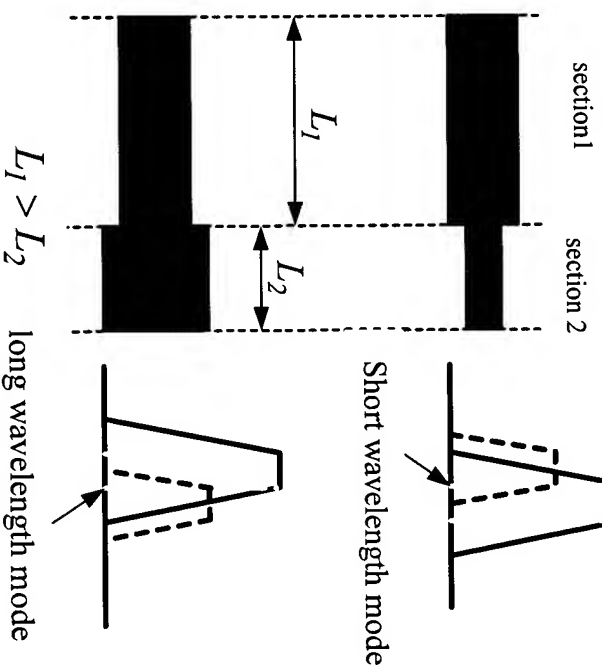 section1
section 2
L₁
L₂
Short wavelength mode
L₁ > L₂
long wavelength mode